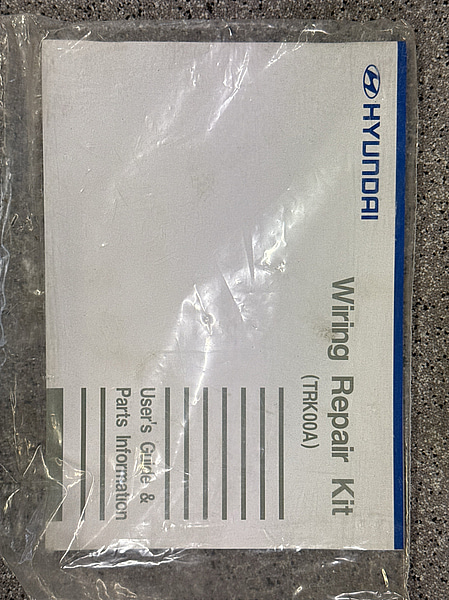 HYUNDAI
Wiring Repair Kit
(TRK00A)
User's Guide &
Parts Information